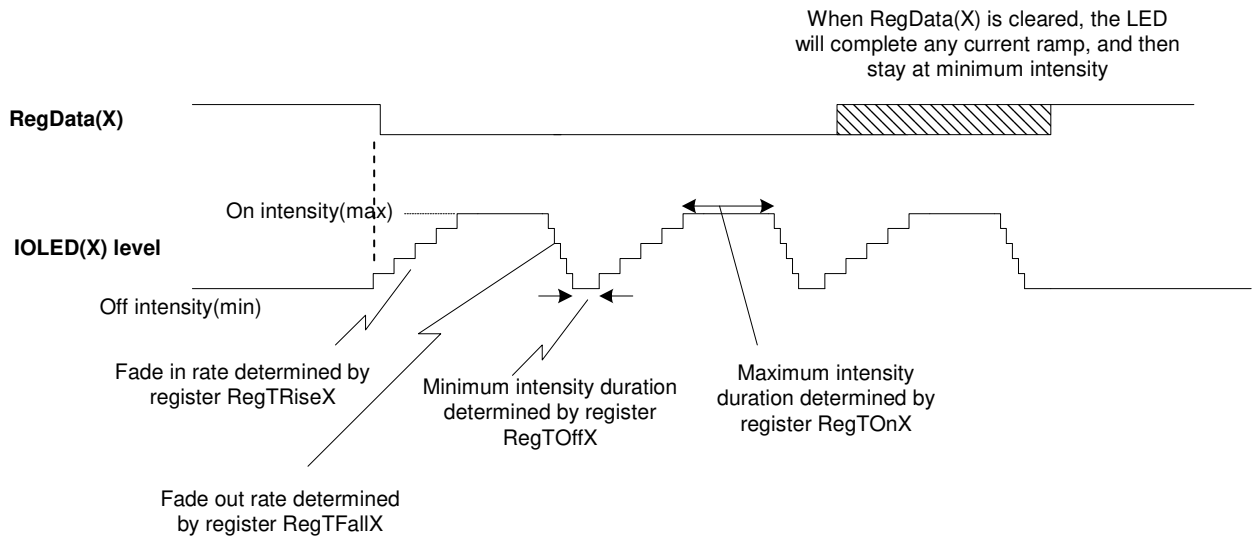 When RegData(X) is cleared, the LED
will complete any current ramp, and then
stay at minimum intensity
RegData(X)
On intensity(max)
IOLED(X) level
Off intensity(min)
Fade in rate determined by
register RegTRiseX
Minimum intensity duration
determined by register
RegTOffX
Maximum intensity
duration determined by
register RegTOnX
Fade out rate determined
by register RegTFallX